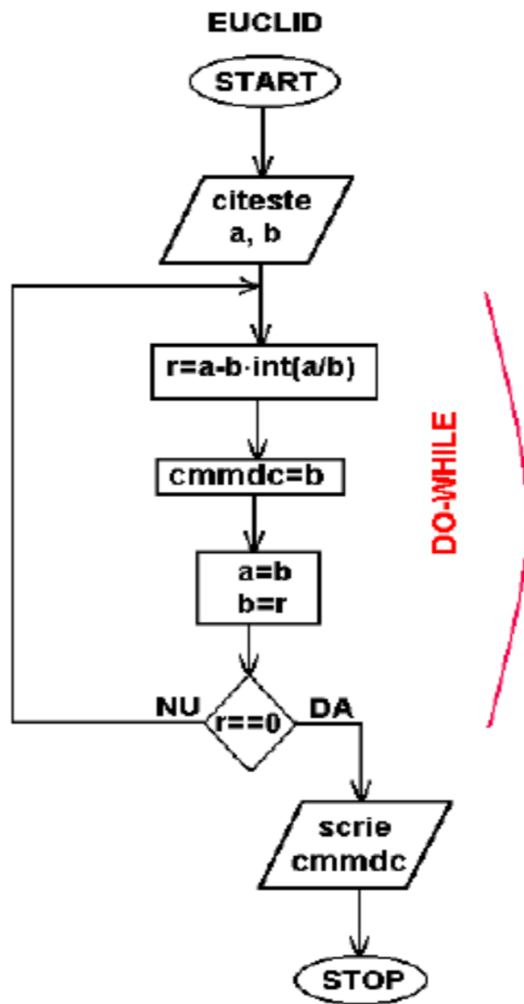 EUCLID
START
citeste
a, b
r=a-b·int(a/b)
cmmdc=b
a=b
b=r
DO-WHILE
NU
r==0
DA
scrie
cmmdc
STOP